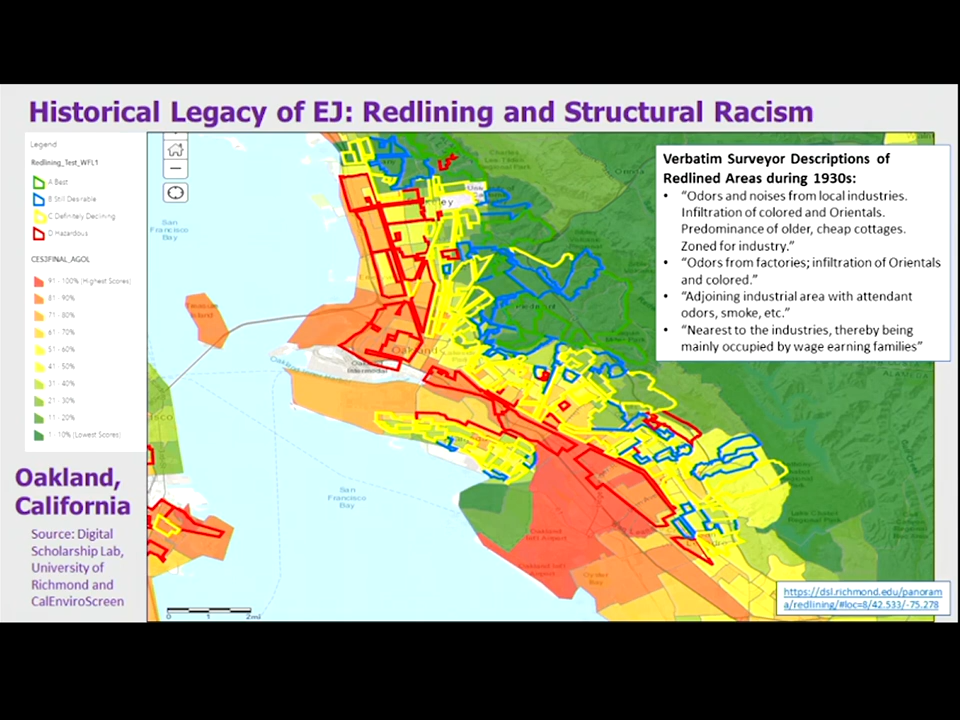 Historical Legacy of EJ: Redlining and Structural Racism
Legend
Redlining_Test_WFL1
A Best
B Still Desirable
C Definitely Declining
D Hazardous
CES3FINAL_AGOL
91 - 100% (Highest Scores)
81 - 90%
71 - 80%
61 - 70%
51 - 60%
41 - 50%
31 - 40%
21 - 30%
11 - 20%
1 - 10% (Lowest Scores)
Oakland,
California
Source: Digital
Scholarship Lab,
University of
Richmond and
CalEnviroScreen
San
Francisco
Bay
Oakland
San
Francisco
Bay
Oakland
0 1 2mi
Verbatim Surveyor Descriptions of
Redlined Areas during 1930s:
• “Odors and noises from local industries.
Infiltration of colored and Orientals.
Predominance of older, cheap cottages.
Zoned for industry.”
• “Odors from factories; infiltration of Orientals
and colored.”
• “Adjoining industrial area with attendant
odors, smoke, etc.”
• “Nearest to the industries, thereby being
mainly occupied by wage earning families”
https://dsl.richmond.edu/panoram
a/redlining/#loc=8/42.533/-75.278